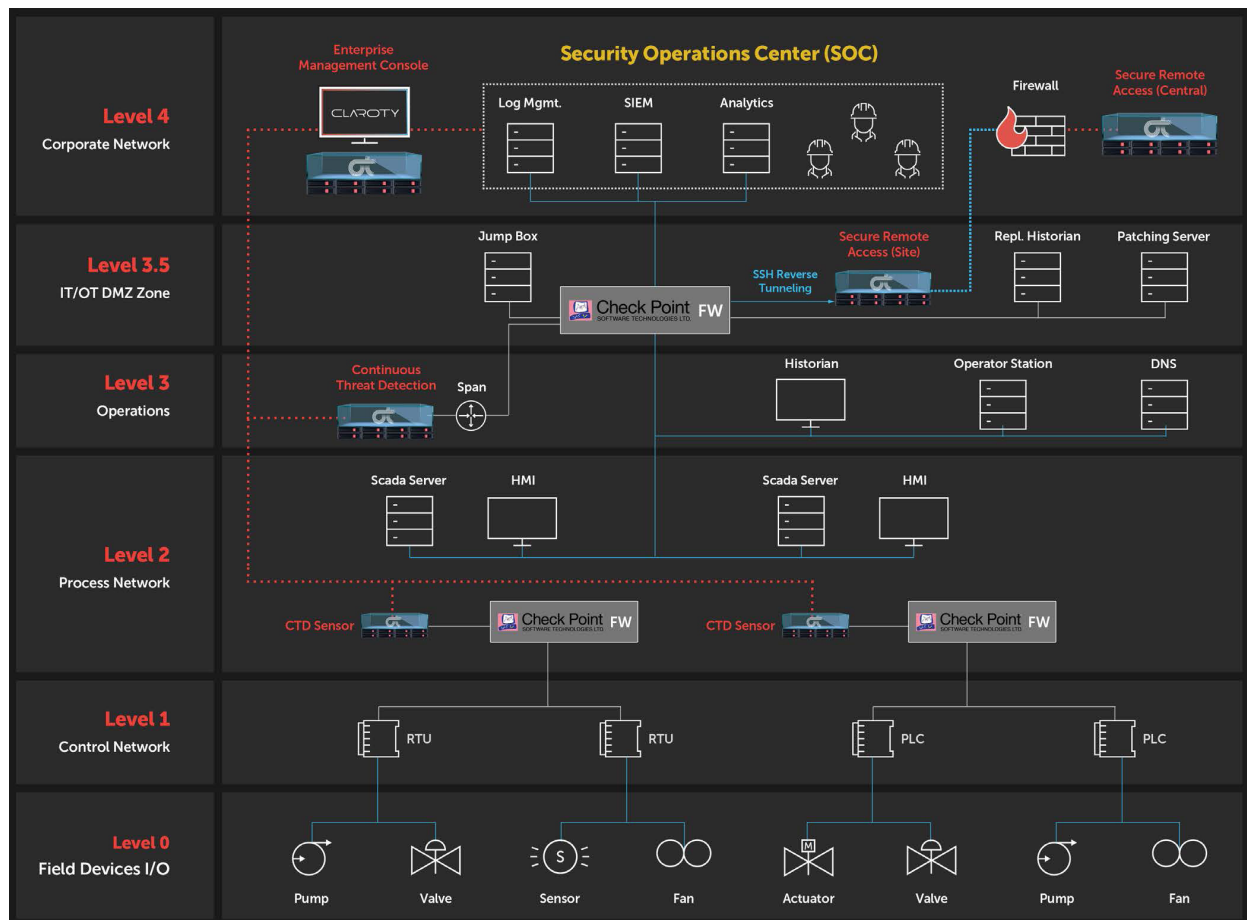 Security Operations Center (SOC)
Enterprise
Management Console
CLAROTY
Log Mgmt.
SIEM
Analytics
Firewall
Secure Remote
Access (Central)
Level 4
Corporate Network
Jump Box
Secure Remote
Access (Site)
Repl. Historian
Patching Server
SSH Reverse
Tunneling
Level 3.5
IT/OT DMZ Zone
Check Point FW
SOFTWARE TECHNOLOGIES LTD.
Continuous
Threat Detection
Span
Historian
Operator Station
DNS
Level 3
Operations
Scada Server
HMI
Scada Server
HMI
Level 2
Process Network
CTD Sensor
Check Point FW
SOFTWARE TECHNOLOGIES LTD.
CTD Sensor
Check Point FW
SOFTWARE TECHNOLOGIES LTD.
Level 1
Control Network
RTU
RTU
PLC
PLC
Level 0
Field Devices I/O
S
M
Pump
Valve
Sensor
Fan
Actuator
Valve
Pump
Fan